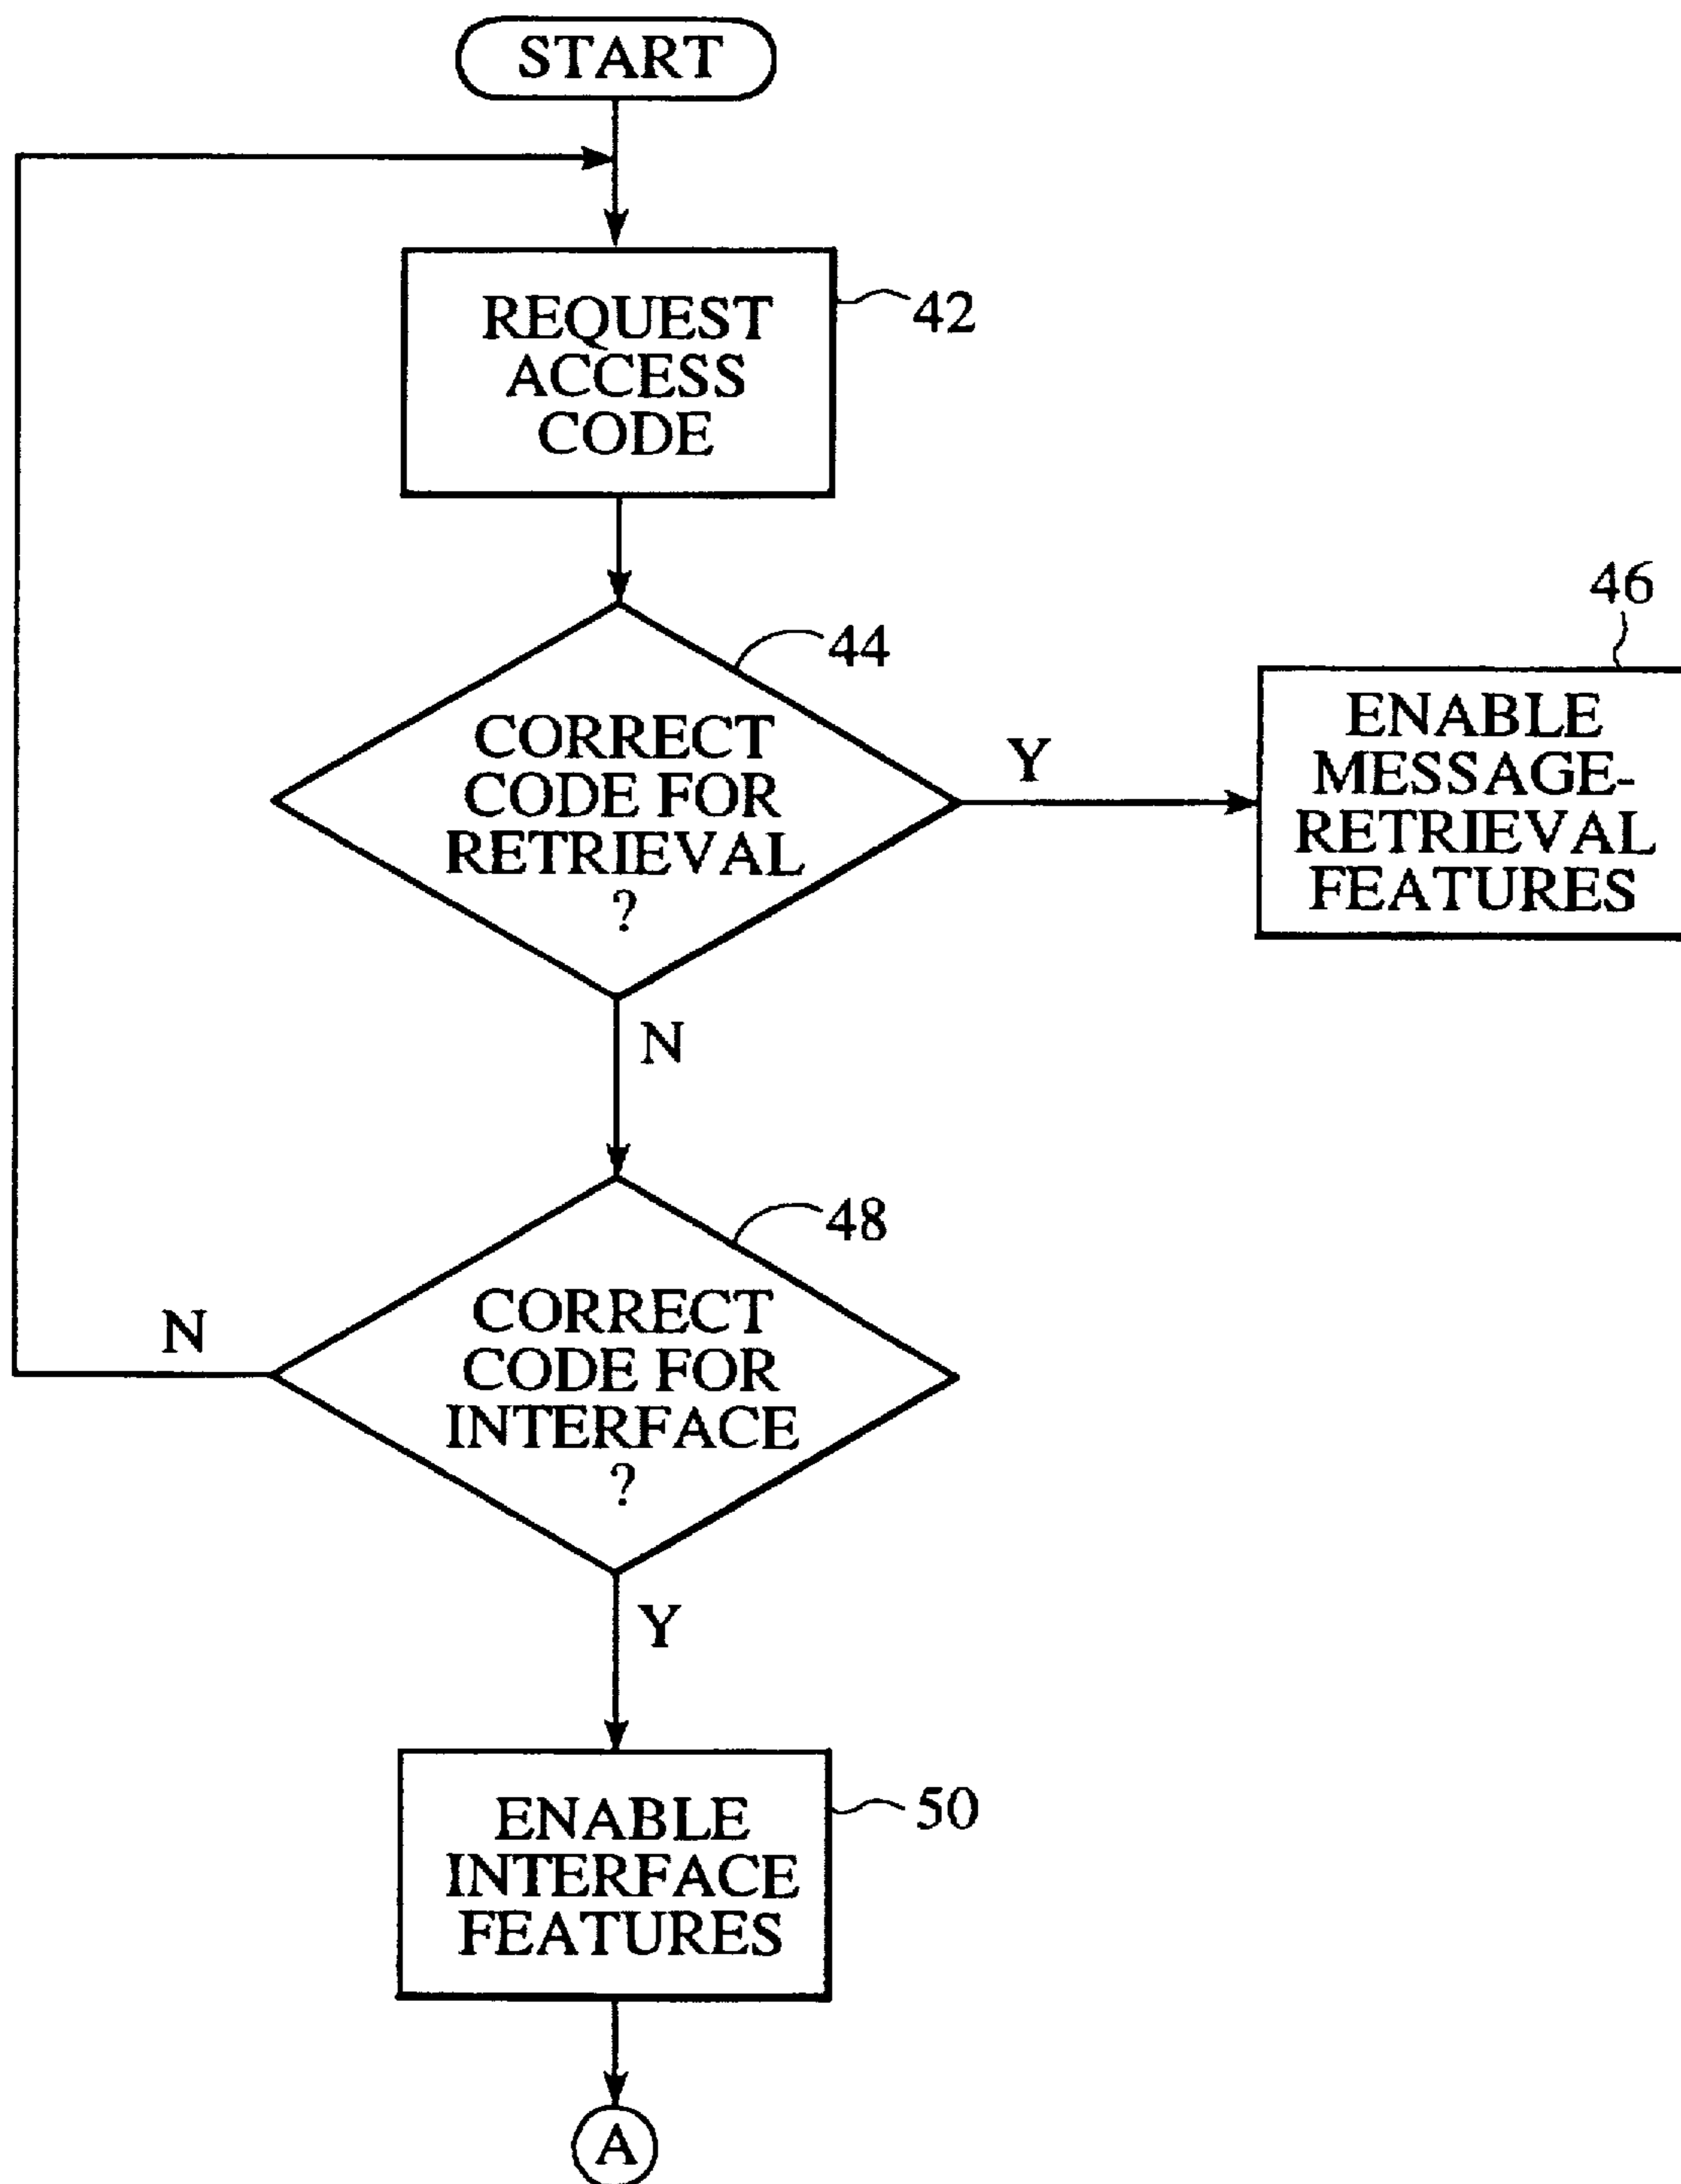 START
REQUEST
ACCESS
CODE
42
44
CORRECT
CODE FOR
RETRIEVAL
?
Y
46
ENABLE
MESSAGE-
RETRIEVAL
FEATURES
N
48
CORRECT
CODE FOR
INTERFACE
?
N
Y
50
ENABLE
INTERFACE
FEATURES
A